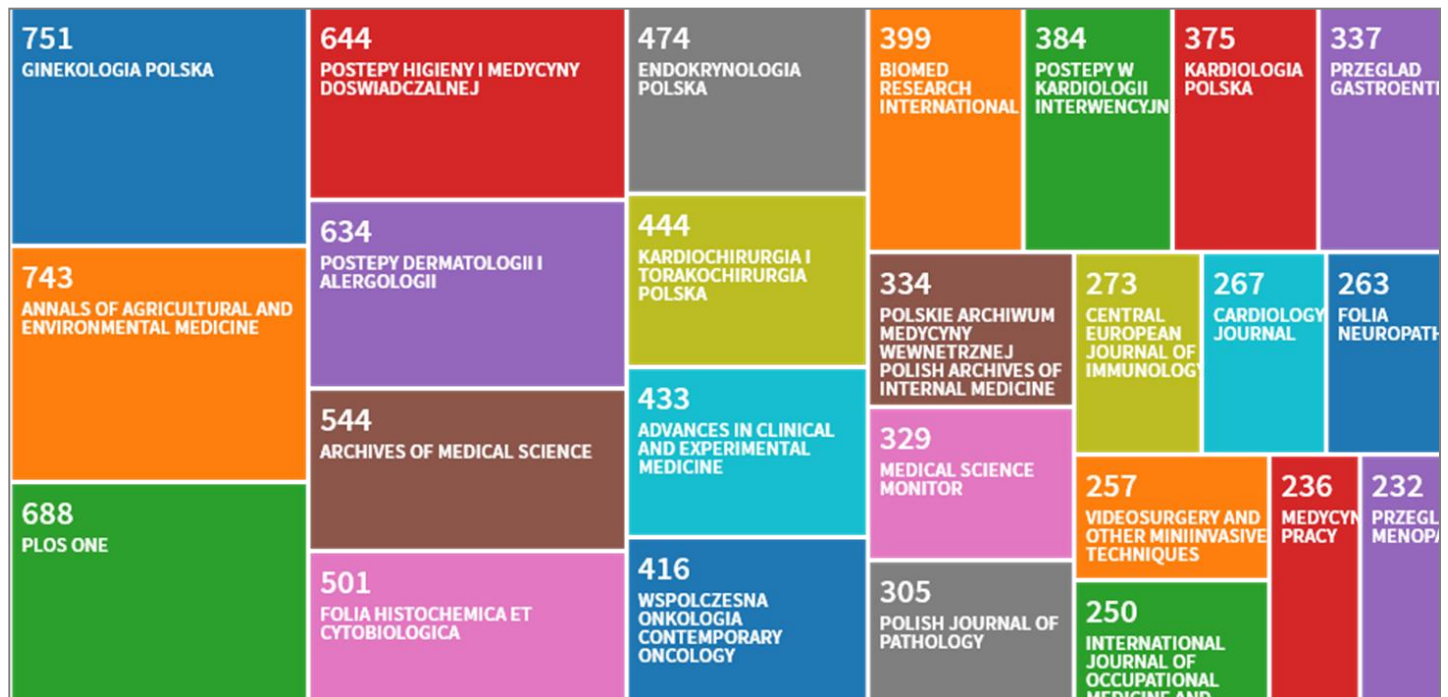 751
GINEKOLOGIA POLSKA
743
ANNALS OF AGRICULTURAL AND
ENVIRONMENTAL MEDICINE
688
PLOS ONE
644
POSTEPY HIGIENY I MEDYCYNY
DOSWIADCZALNEJ
634
POSTEPY DERMATOLOGII I
ALERGOLOGII
544
ARCHIVES OF MEDICAL SCIENCE
501
FOLIA HISTOCHEMICA ET
CYTOBIOLOGICA
474
ENDOKRYNOLOGIA
POLSKA
444
KARDIOCHIRURGIA I
TORAKOCHIRURGIA
POLSKA
433
ADVANCES IN CLINICAL
AND EXPERIMENTAL
MEDICINE
416
WSPOLCZESNA
ONKOLOGIA
CONTEMPORARY
ONCOLOGY
399
BIOMED
RESEARCH
INTERNATIONAL
384
POSTEPY W
KARDIOLOGII
INTERWENCYJN
375
KARDIOLOGIA
POLSKA
337
PRZEGLAD
GASTROENT
334
POLSKIE ARCHIWUM
MEDYCYNY
WEWNETRZNEJ
POLISH ARCHIVES OF
INTERNAL MEDICINE
329
MEDICAL SCIENCE
MONITOR
305
POLISH JOURNAL OF
PATHOLOGY
273
CENTRAL
EUROPEAN
JOURNAL OF
IMMUNOLOGY
267
CARDIOLOGY
JOURNAL
263
FOLIA
NEUROPATH
257
VIDEOSURGERY AND
OTHER MINIINVASIVE
TECHNIQUES
250
INTERNATIONAL
JOURNAL OF
OCCUPATIONAL
MEDICINE AND
236
MEDYCYN
PRACY
232
PRZEGL
MENOPA